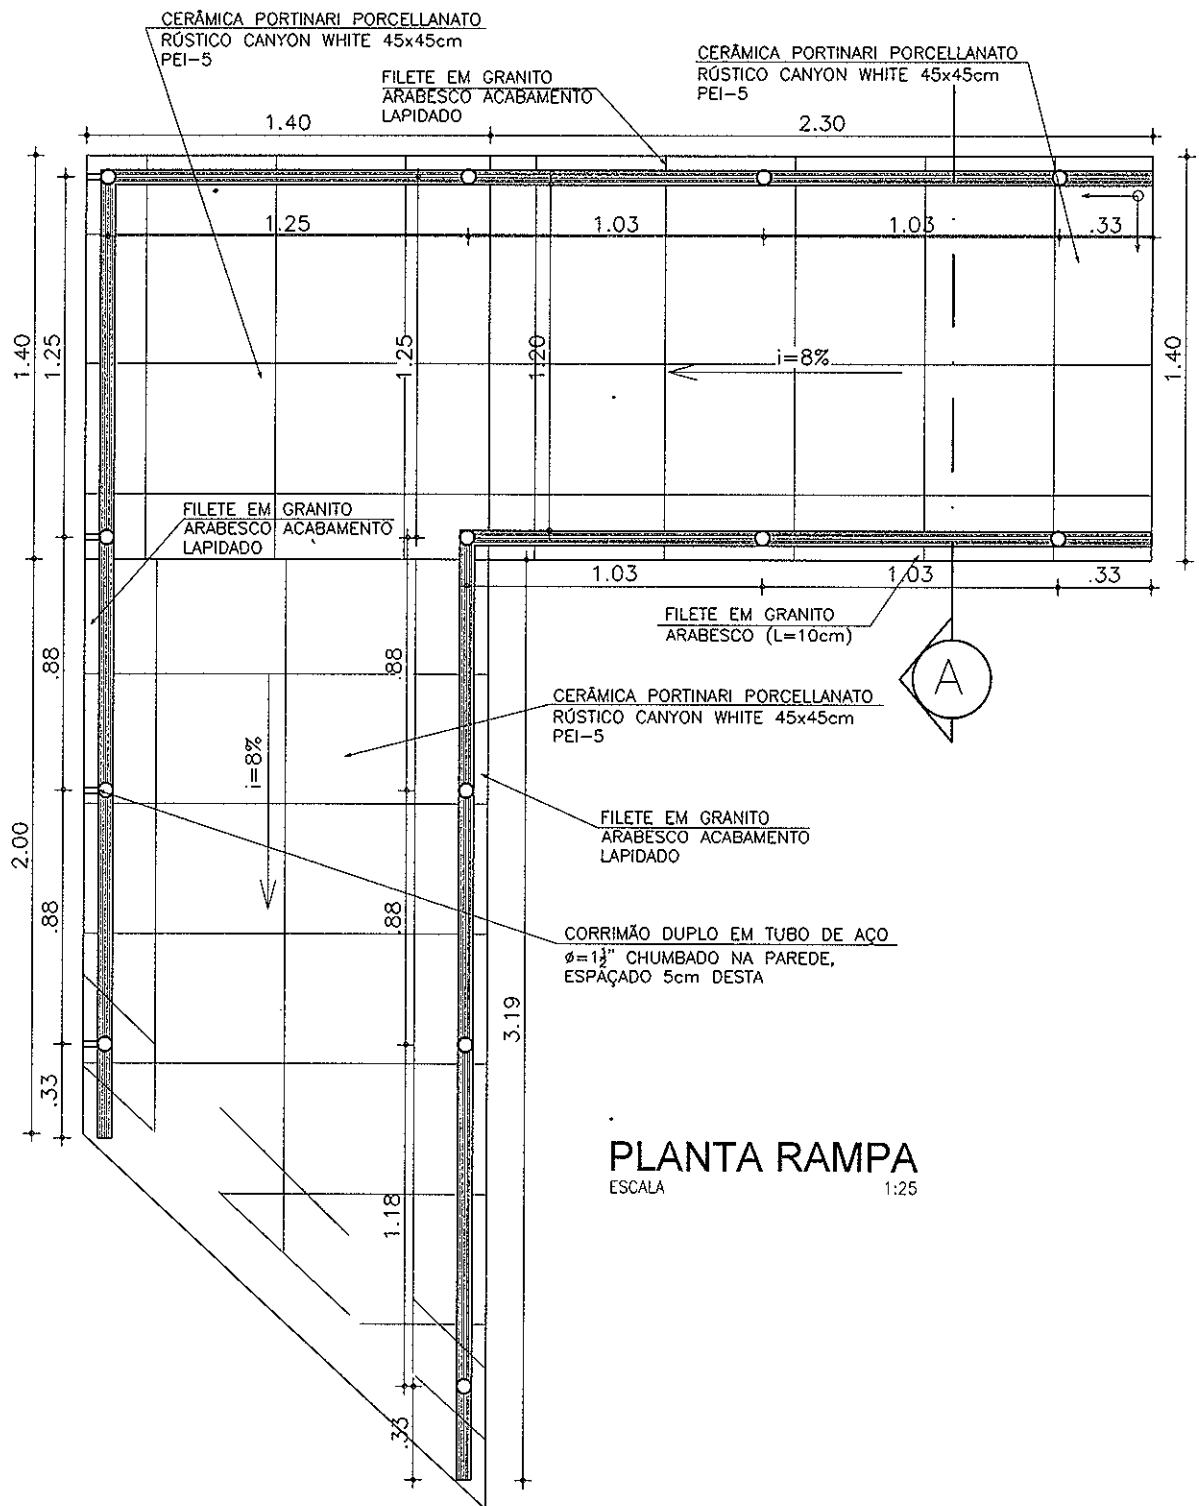 CERÂMICA PORTINARI PORCELLANATO
RÚSTICO CANYON WHITE 45x45cm
PEI-5
FILETE EM GRANITO
ARABESCO ACABAMENTO
LAPIDADO
CERÂMICA PORTINARI PORCELLANATO
RÚSTICO CANYON WHITE 45x45cm
PEI-5
1.40
2.30
1.25
1.03
1.03
.33
1.40
1.25
1.25
1.20
i=8%
1.40
FILETE EM GRANITO
ARABESCO ACABAMENTO
LAPIDADO
1.03
1.03
.33
FILETE EM GRANITO
ARABESCO (L=10cm)
A
.88
.88
CERÂMICA PORTINARI PORCELLANATO
RÚSTICO CANYON WHITE 45x45cm
PEI-5
i=8%
FILETE EM GRANITO
ARABESCO ACABAMENTO
LAPIDADO
2.00
.88
.88
CORRIMÃO DUPLO EM TUBO DE AÇO
ø=1½" CHUMBADO NA PAREDE,
ESPAÇADO 5cm DESTA
3.19
.33
1.18
.33
PLANTA RAMPA
ESCALA 1:25